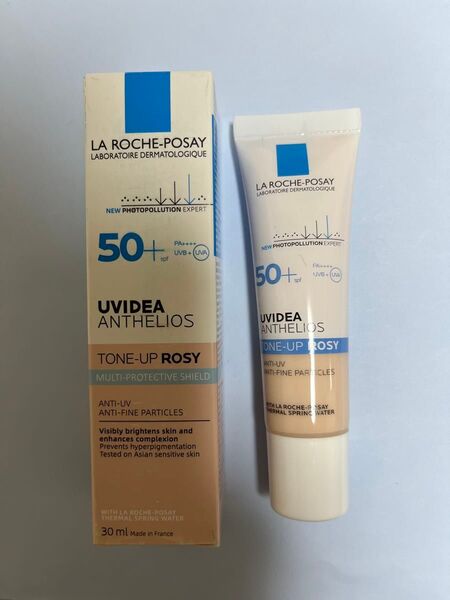 LA ROCHE-POSAY
LABORATOIRE DERMATOLOGIQUE
NEW PHOTOPOLLUTION EXPERT
50+ spf
PA++++
UVB + UVA
UVIDEA
ANTHELIOS
TONE-UP ROSY
MULTI-PROTECTIVE SHIELD
ANTI-UV
ANTI-FINE PARTICLES
Visibly brightens skin and
enhances complexion
Prevents hyperpigmentation
Tested on Asian sensitive skin
WITH LA ROCHE-POSAY
THERMAL SPRING WATER
30 ml Made in France
LA ROCHE-POSAY
LABORATOIRE DERMATOLOGIQUE
NEW PHOTOPOLLUTION EXPERT
50+ spf
PA++++
UVB + UVA
UVIDEA
ANTHELIOS
TONE-UP ROSY
ANTI-UV
ANTI-FINE PARTICLES
WITH LA ROCHE-POSAY
THERMAL SPRING WATER